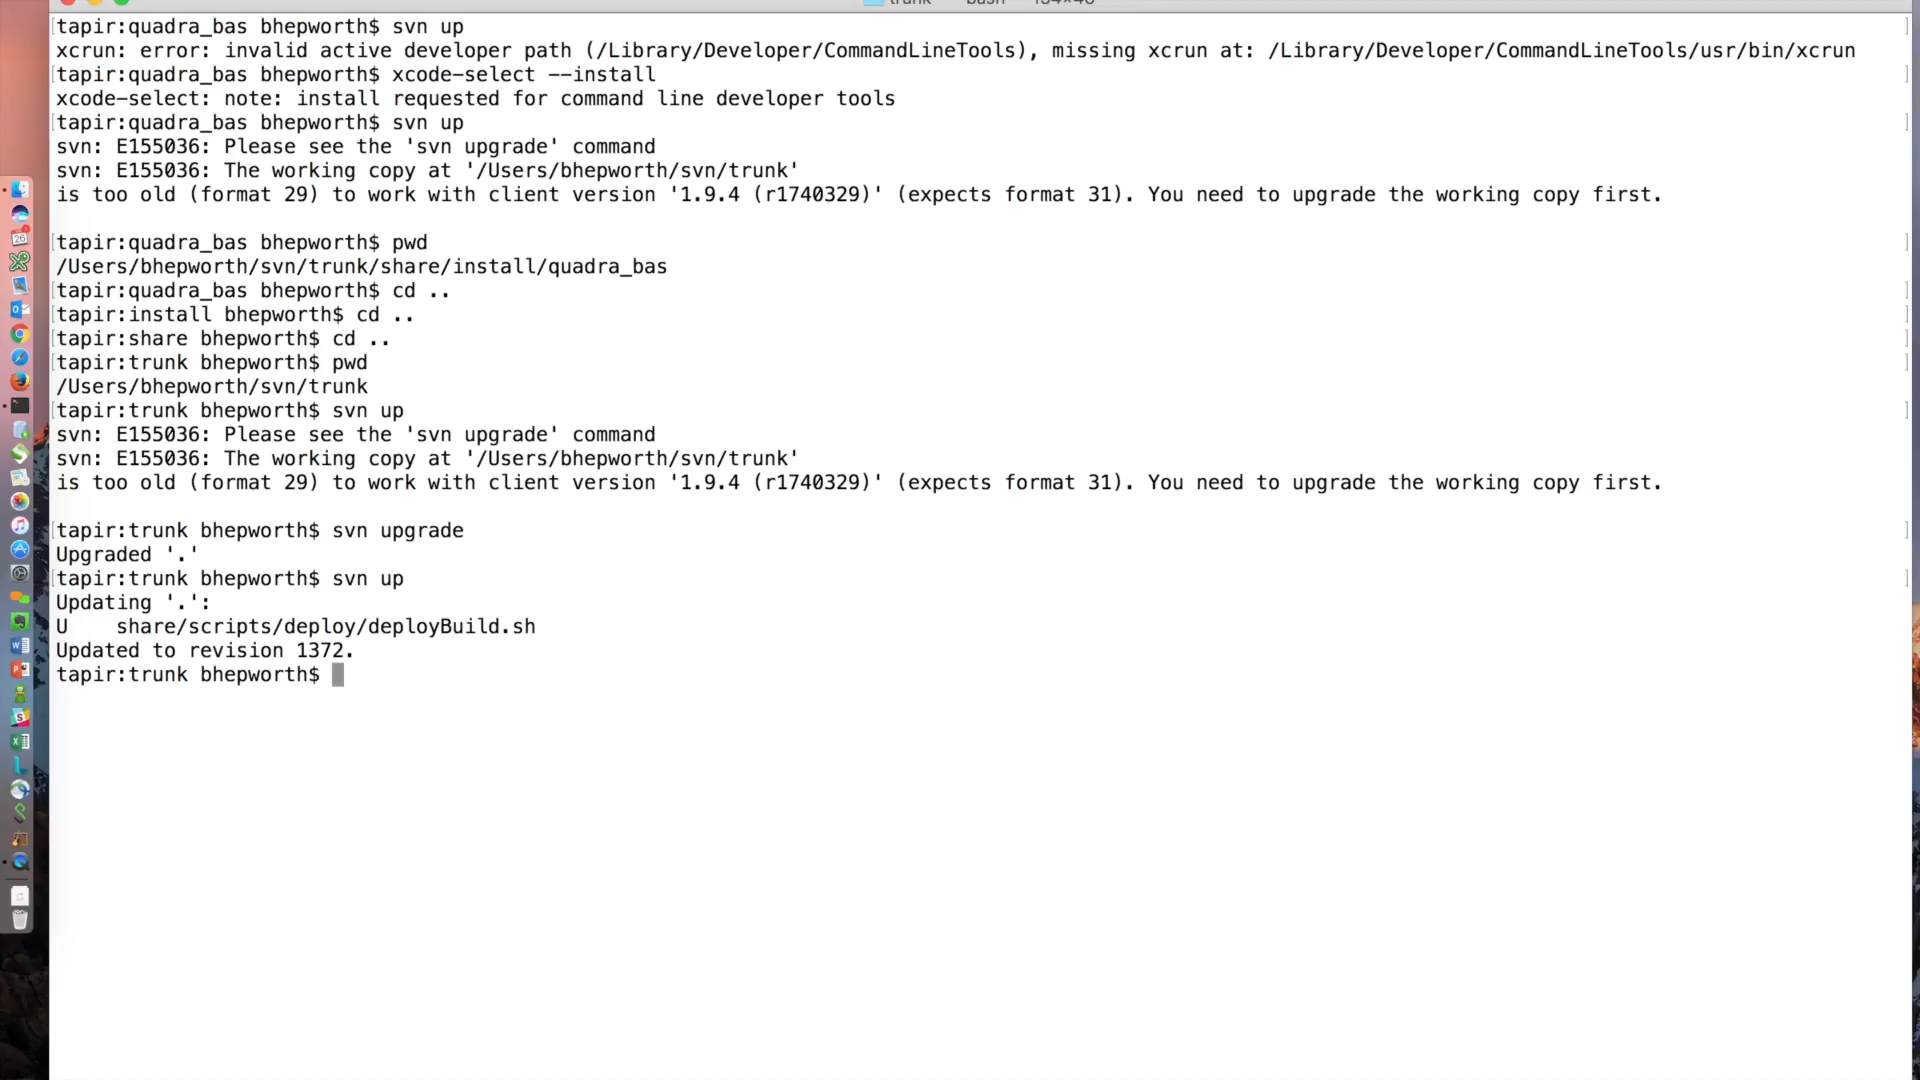 tapir:quadra_bas bhepworth$ svn up
xcrun: error: invalid active developer path (/Library/Developer/CommandLineTools), missing xcrun at: /Library/Developer/CommandLineTools/usr/bin/xcrun
tapir:quadra_bas bhepworth$ xcode-select --install
xcode-select: note: install requested for command line developer tools
tapir:quadra_bas bhepworth$ svn up
svn: E155036: Please see the 'svn upgrade' command
svn: E155036: The working copy at '/Users/bhepworth/svn/trunk'
is too old (format 29) to work with client version '1.9.4 (r1740329)' (expects format 31). You need to upgrade the working copy first.
tapir:quadra_bas bhepworth$ pwd
/Users/bhepworth/svn/trunk/share/install/quadra_bas
tapir:quadra_bas bhepworth$ cd ..
tapir:install bhepworth$ cd ..
tapir:share bhepworth$ cd ..
tapir:trunk bhepworth$ pwd
/Users/bhepworth/svn/trunk
tapir:trunk bhepworth$ svn up
svn: E155036: Please see the 'svn upgrade' command
svn: E155036: The working copy at '/Users/bhepworth/svn/trunk'
is too old (format 29) to work with client version '1.9.4 (r1740329)' (expects format 31). You need to upgrade the working copy first.
tapir:trunk bhepworth$ svn upgrade
Upgraded '.'
tapir:trunk bhepworth$ svn up
Updating '.':
U    share/scripts/deploy/deployBuild.sh
Updated to revision 1372.
tapir:trunk bhepworth$